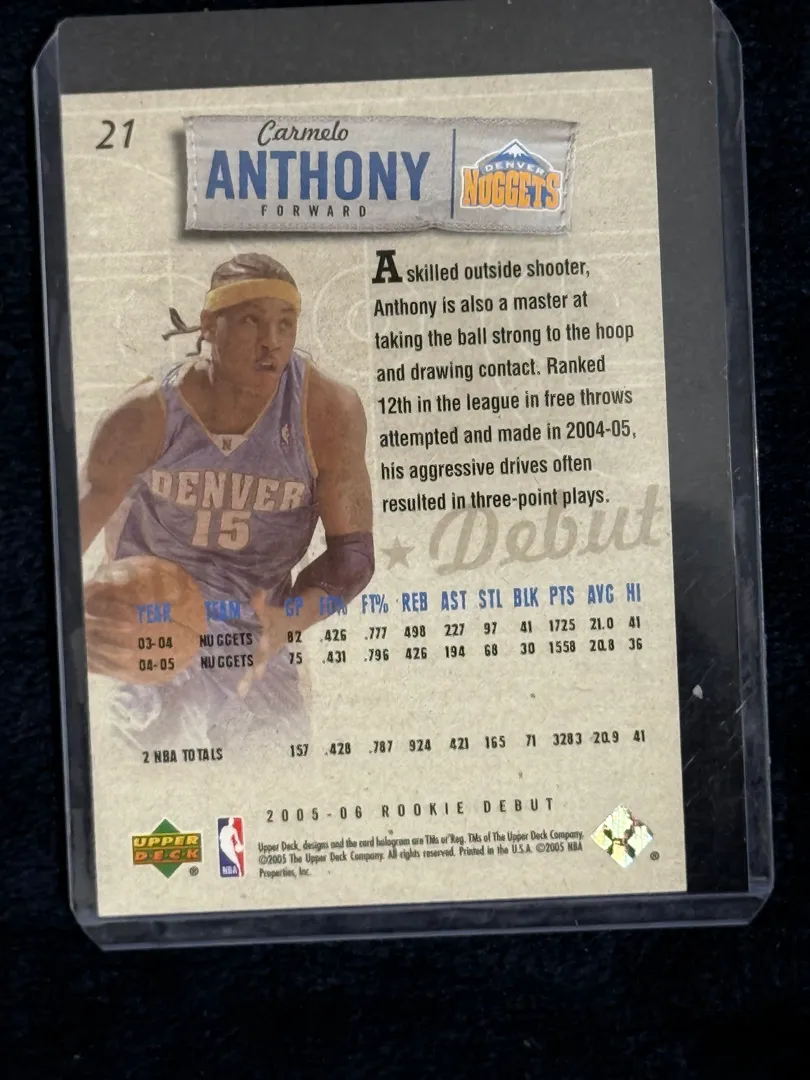 21
Carmelo
ANTHONY
FORWARD
DENVER
NUGGETS
A skilled outside shooter,
Anthony is also a master at
taking the ball strong to the hoop
and drawing contact. Ranked
12th in the league in free throws
attempted and made in 2004-05,
his aggressive drives often
resulted in three-point plays.
N
DENVER
15
Debut
YEAR TEAM GP FG% FT% REB AST STL BLK PTS AVG HI
03-04 NUGGETS 82 .426 .777 498 227 97 41 1725 21.0 41
04-05 NUGGETS 75 .431 .796 426 194 68 30 1558 20.8 36
2 NBA TOTALS 157 .428 .787 924 421 165 71 3283 20.9 41
2005-06 ROOKIE DEBUT
UPPER
DECK
®
NBA
Upper Deck, designs and the card hologram are TMs or Reg. TMs of The Upper Deck Company.
©2005 The Upper Deck Company. All rights reserved. Printed in the U.S.A. ©2005 NBA
Properties, Inc.
®